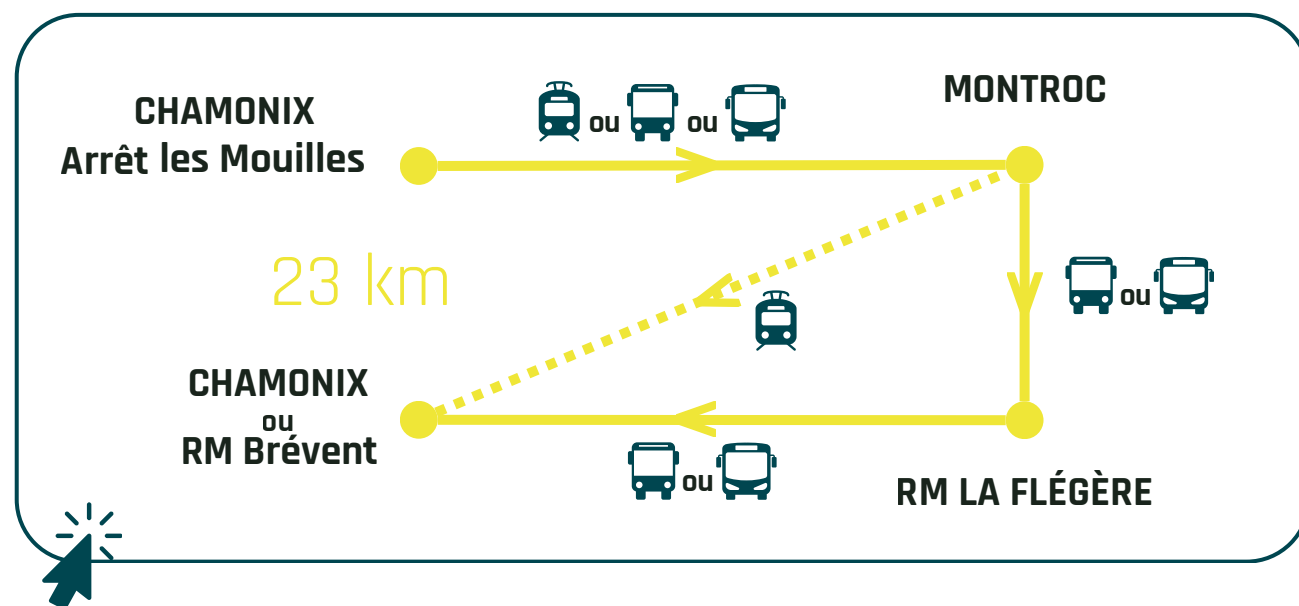 CHAMONIX
Arrêt les Mouilles
ou ou
MONTROC
23 km
ou
CHAMONIX
ou
RM Brévent
ou
RM LA FLÉGÈRE